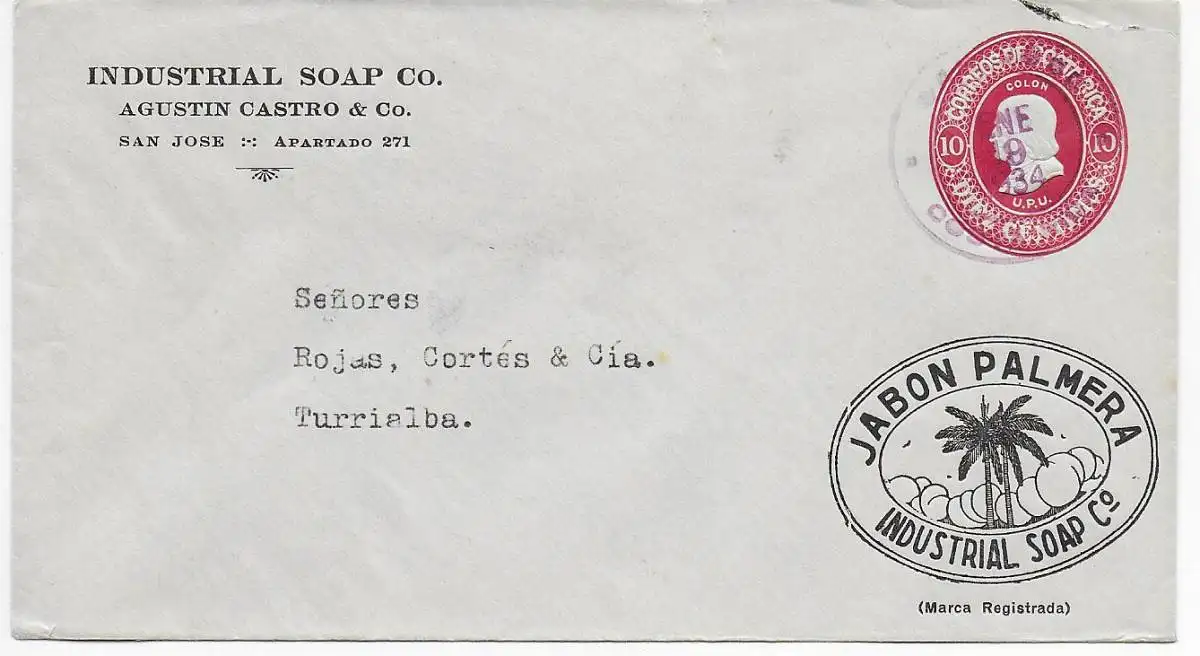 INDUSTRIAL SOAP CO.
AGUSTIN CASTRO & CO.
SAN JOSE :-: APARTADO 271
CORREOS DE COSTA RICA
COLON
10 10
U.P.U.
DIEZ CENTIMOS
NE
9
34
Señores
Rojas, Cortés & Cía.
Turrialba.
JABON PALMERA
INDUSTRIAL SOAP Cº
(Marca Registrada)